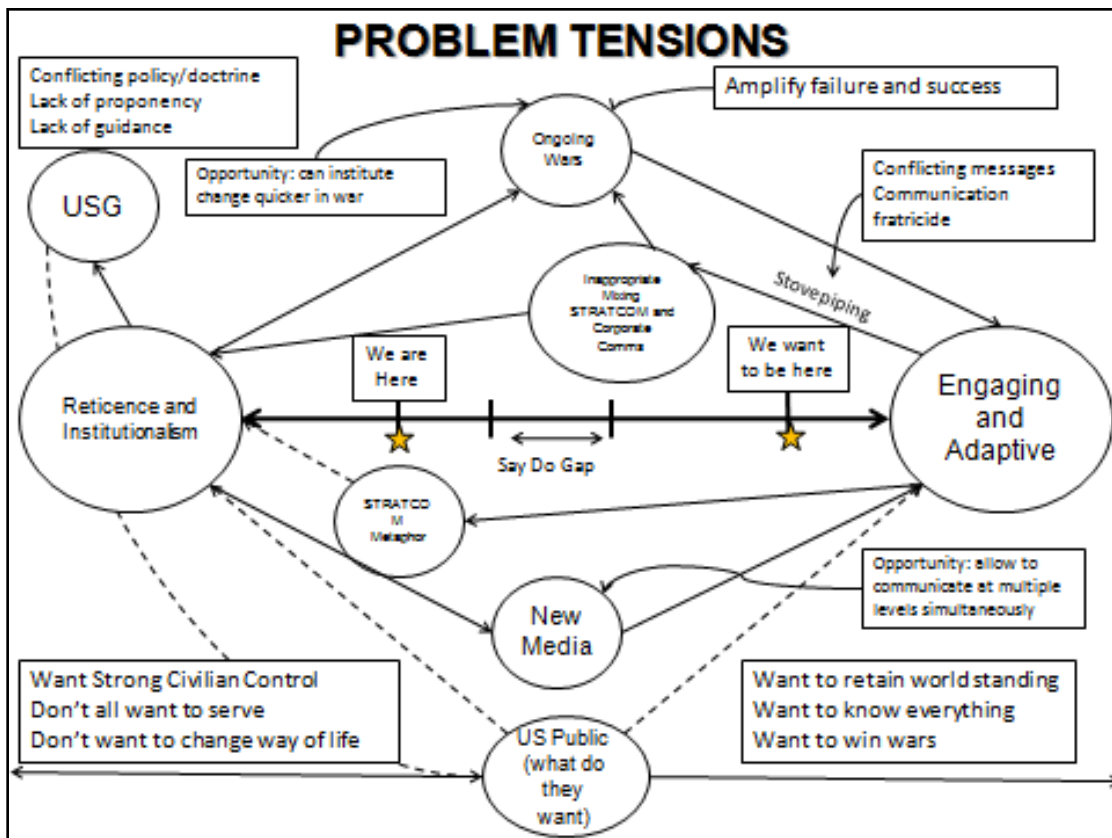 PROBLEM TENSIONS
Conflicting policy/doctrine
Lack of proponency
Lack of guidance
Amplify failure and success
Ongoing
Wars
Opportunity: can institute
change quicker in war
Conflicting messages
Communication
fratricide
USG
Stovepiping
Inappropriate
Mixing
STRATCOM and
Corporate
Comms
We are
Here
We want
to be here
Reticence and
Institutionalism
Engaging
and
Adaptive
Say Do Gap
STRATCO
M
Metaphor
Opportunity: allow to
communicate at multiple
levels simultaneously
New
Media
Want Strong Civilian Control
Don't all want to serve
Don't want to change way of life
Want to retain world standing
Want to know everything
Want to win wars
US Public
(what do
they
want)